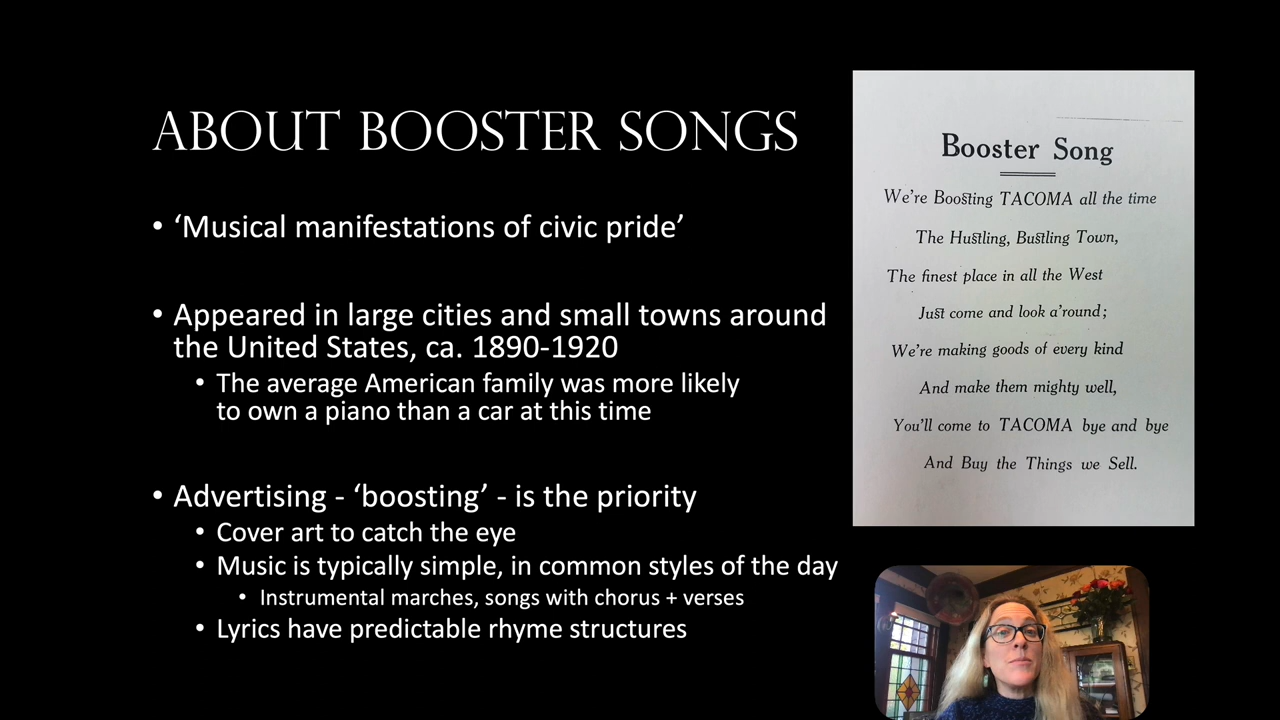 ABOUT BOOSTER SONGS
• ‘Musical manifestations of civic pride’
• Appeared in large cities and small towns around
the United States, ca. 1890-1920
• The average American family was more likely
to own a piano than a car at this time
• Advertising - ‘boosting’ - is the priority
• Cover art to catch the eye
• Music is typically simple, in common styles of the day
• Instrumental marches, songs with chorus + verses
• Lyrics have predictable rhyme structures
Booster Song
We're Boosting TACOMA all the time
The Hustling, Bustling Town,
The finest place in all the West
Just come and look a'round;
We're making goods of every kind
And make them mighty well,
You'll come to TACOMA bye and bye
And Buy the Things we Sell.